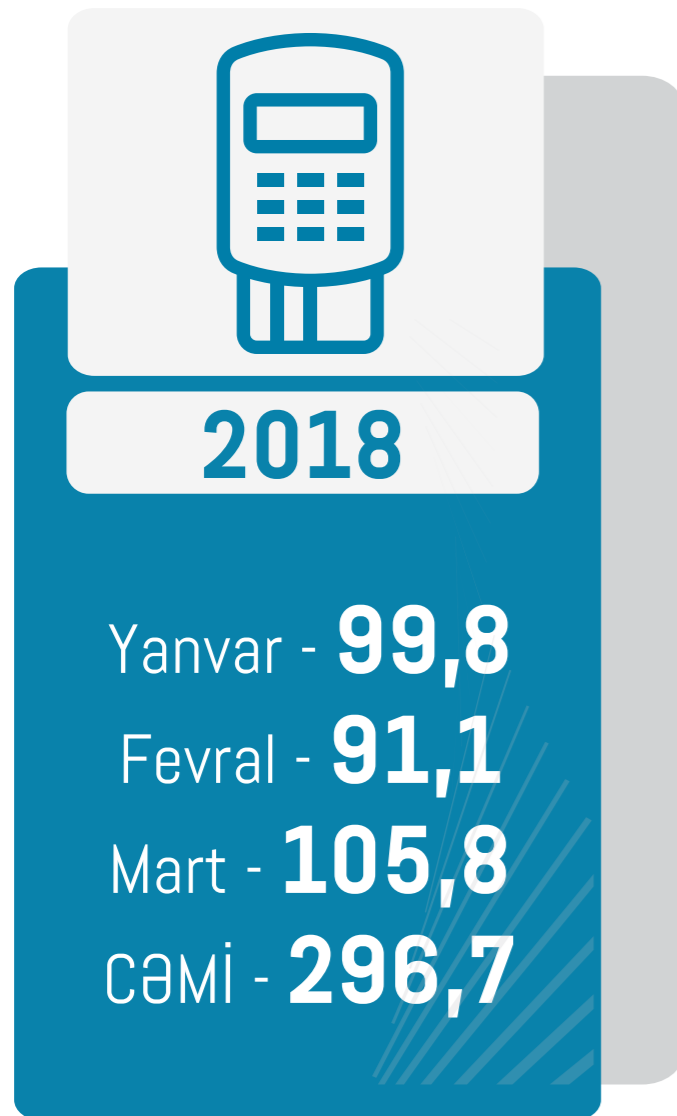 2018
Yanvar - 99,8
Fevral - 91,1
Mart - 105,8
CƏMİ - 296,7